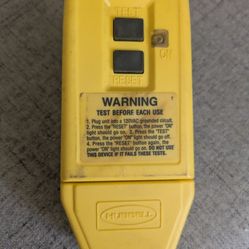 TEST
ON
RESET
WARNING
TEST BEFORE EACH USE
1. Plug unit into a 120VAC grounded circuit.
2. Press the "RESET" button, the power "ON"
light should go on. 3. Press the "TEST"
button, the power "ON" light should go off.
4. Press the "RESET" button again, the
power "ON" light should go on. DO NOT USE
THIS DEVICE IF IT FAILS THESE TESTS.
HUBBELL